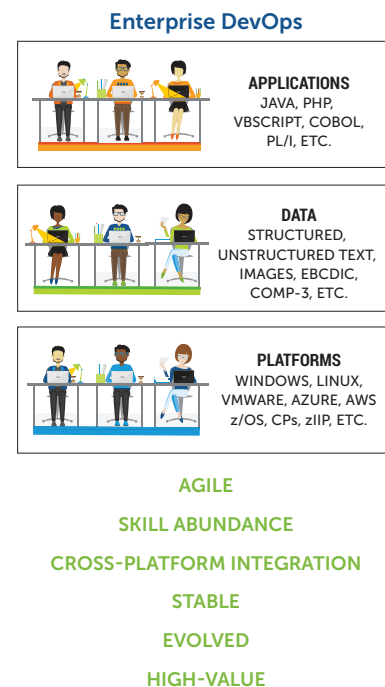 Enterprise DevOps
APPLICATIONS
JAVA, PHP,
VBSCRIPT, COBOL,
PL/I, ETC.
DATA
STRUCTURED,
UNSTRUCTURED TEXT,
IMAGES, EBCDIC,
COMP-3, ETC.
PLATFORMS
WINDOWS, LINUX,
VMWARE, AZURE, AWS
z/OS, CPs, zIIP, ETC.
AGILE
SKILL ABUNDANCE
CROSS-PLATFORM INTEGRATION
STABLE
EVOLVED
HIGH-VALUE